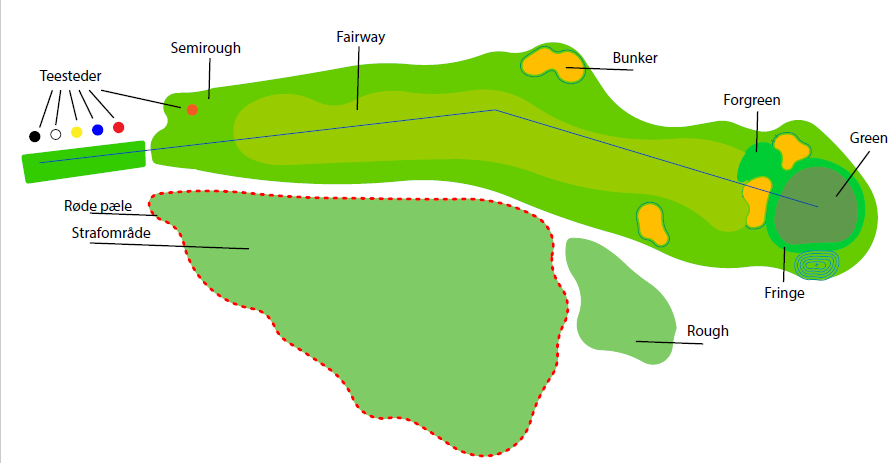 Fairway
Semirough
Bunker
Teesteder
Forgreen
Green
Røde pæle
Strafområde
Fringe
Rough